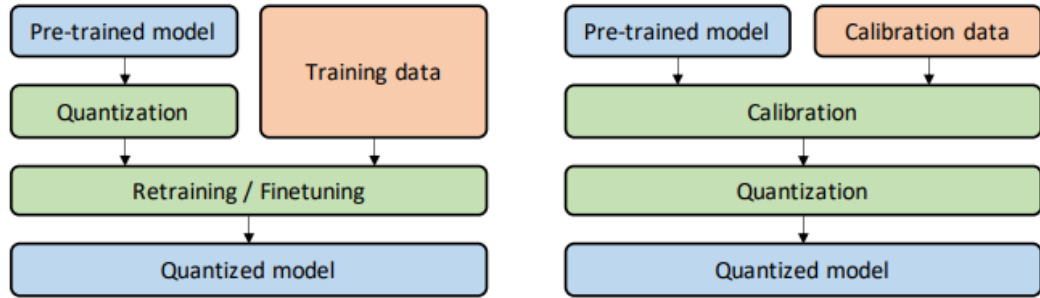 Pre-trained model
Training data
Quantization
Retraining / Finetuning
Quantized model
Pre-trained model
Calibration data
Calibration
Quantization
Quantized model